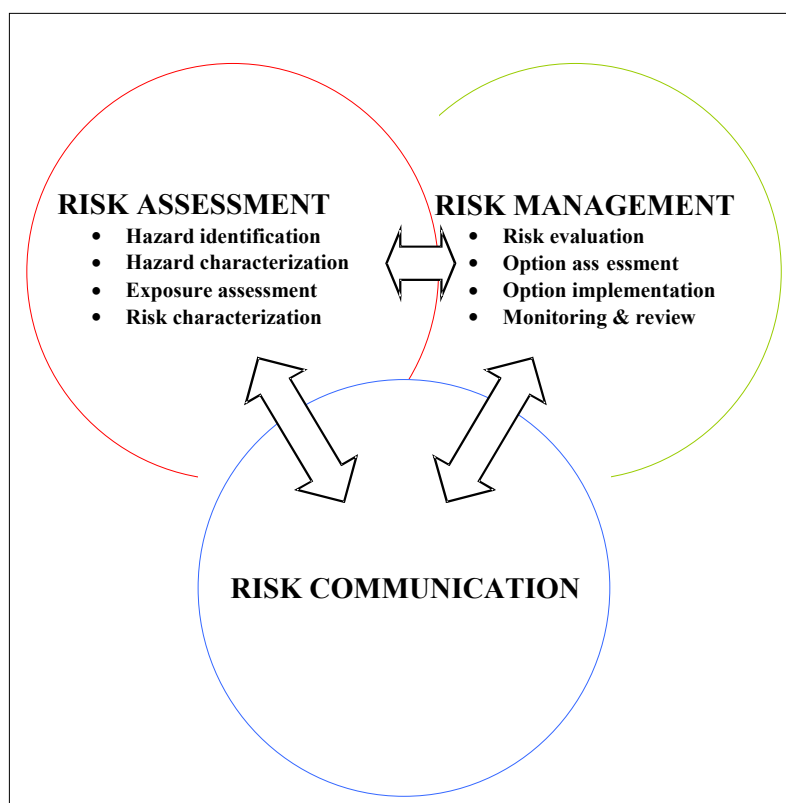 RISK ASSESSMENT
• Hazard identification
• Hazard characterization
• Exposure assessment
• Risk characterization
RISK MANAGEMENT
• Risk evaluation
• Option ass essment
• Option implementation
• Monitoring & review
RISK COMMUNICATION